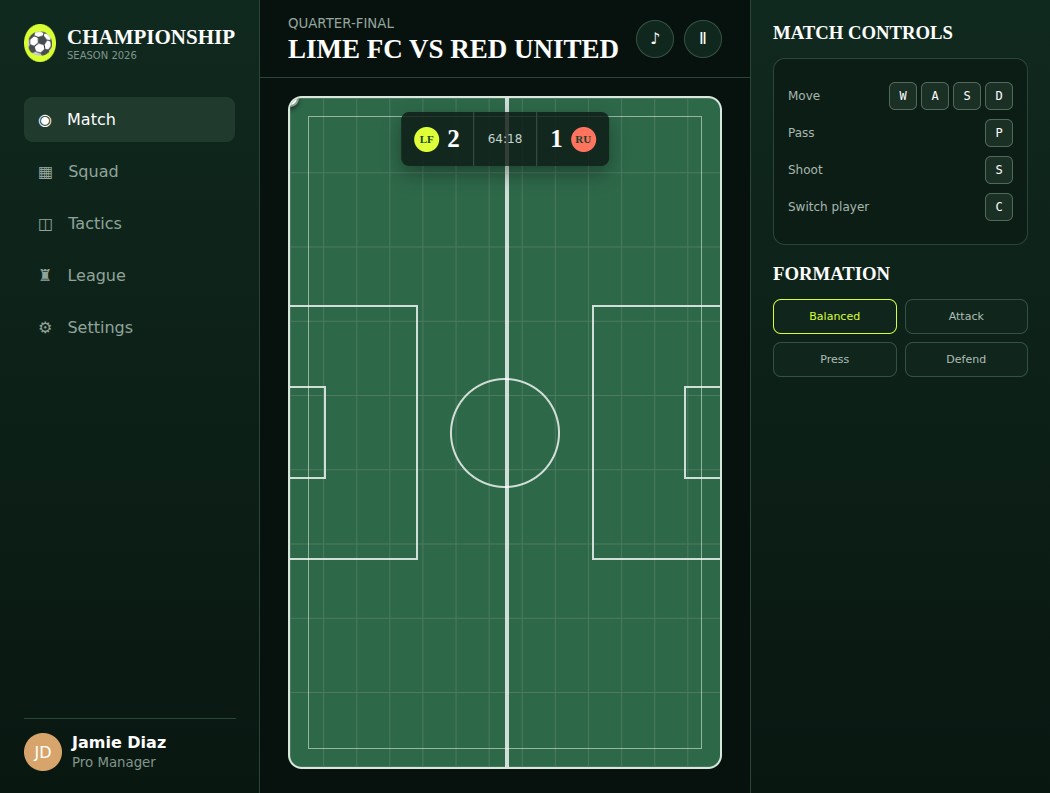 CHAMPIONSHIP
SEASON 2026
Match
Squad
Tactics
League
Settings
JD
Jamie Diaz
Pro Manager
QUARTER-FINAL
LIME FC VS RED UNITED
LF 2 64:18 1 RU
MATCH CONTROLS
Move W A S D
Pass P
Shoot S
Switch player C
FORMATION
Balanced Attack
Press Defend